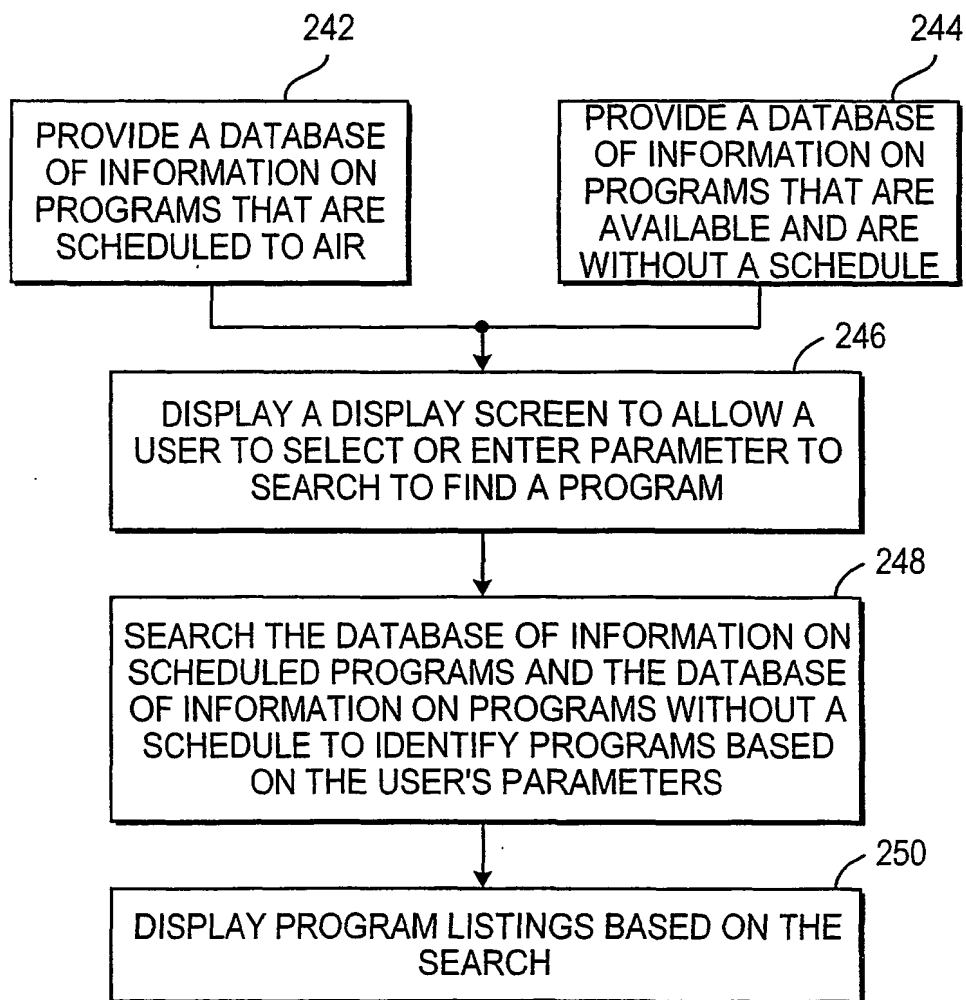 242
244
PROVIDE A DATABASE
OF INFORMATION ON
PROGRAMS THAT ARE
SCHEDULED TO AIR
PROVIDE A DATABASE
OF INFORMATION ON
PROGRAMS THAT ARE
AVAILABLE AND ARE
WITHOUT A SCHEDULE
246
DISPLAY A DISPLAY SCREEN TO ALLOW A
USER TO SELECT OR ENTER PARAMETER TO
SEARCH TO FIND A PROGRAM
248
SEARCH THE DATABASE OF INFORMATION ON
SCHEDULED PROGRAMS AND THE DATABASE
OF INFORMATION ON PROGRAMS WITHOUT A
SCHEDULE TO IDENTIFY PROGRAMS BASED
ON THE USER'S PARAMETERS
250
DISPLAY PROGRAM LISTINGS BASED ON THE
SEARCH